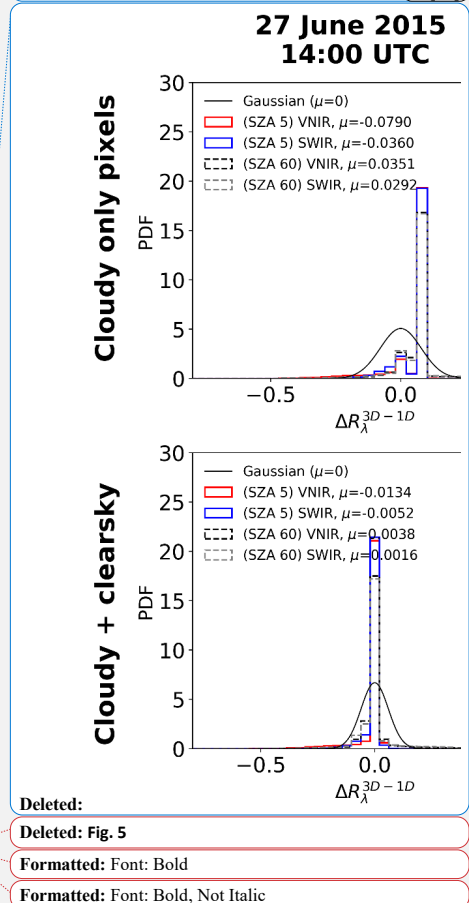 27 June 2015
14:00 UTC
Cloudy only pixels
PDF
30
25
20
15
10
5
0
Gaussian (μ=0)
(SZA 5) VNIR, μ=-0.0790
(SZA 5) SWIR, μ=-0.0360
(SZA 60) VNIR, μ=0.0351
(SZA 60) SWIR, μ=0.0292
−0.5 0.0
ΔR_λ^{3D−1D}
Cloudy + clearsky
PDF
30
25
20
15
10
5
0
Gaussian (μ=0)
(SZA 5) VNIR, μ=-0.0134
(SZA 5) SWIR, μ=-0.0052
(SZA 60) VNIR, μ=0.0038
(SZA 60) SWIR, μ=0.0016
−0.5 0.0
ΔR_λ^{3D−1D}
Deleted:
Deleted: Fig. 5
Formatted: Font: Bold
Formatted: Font: Bold, Not Italic